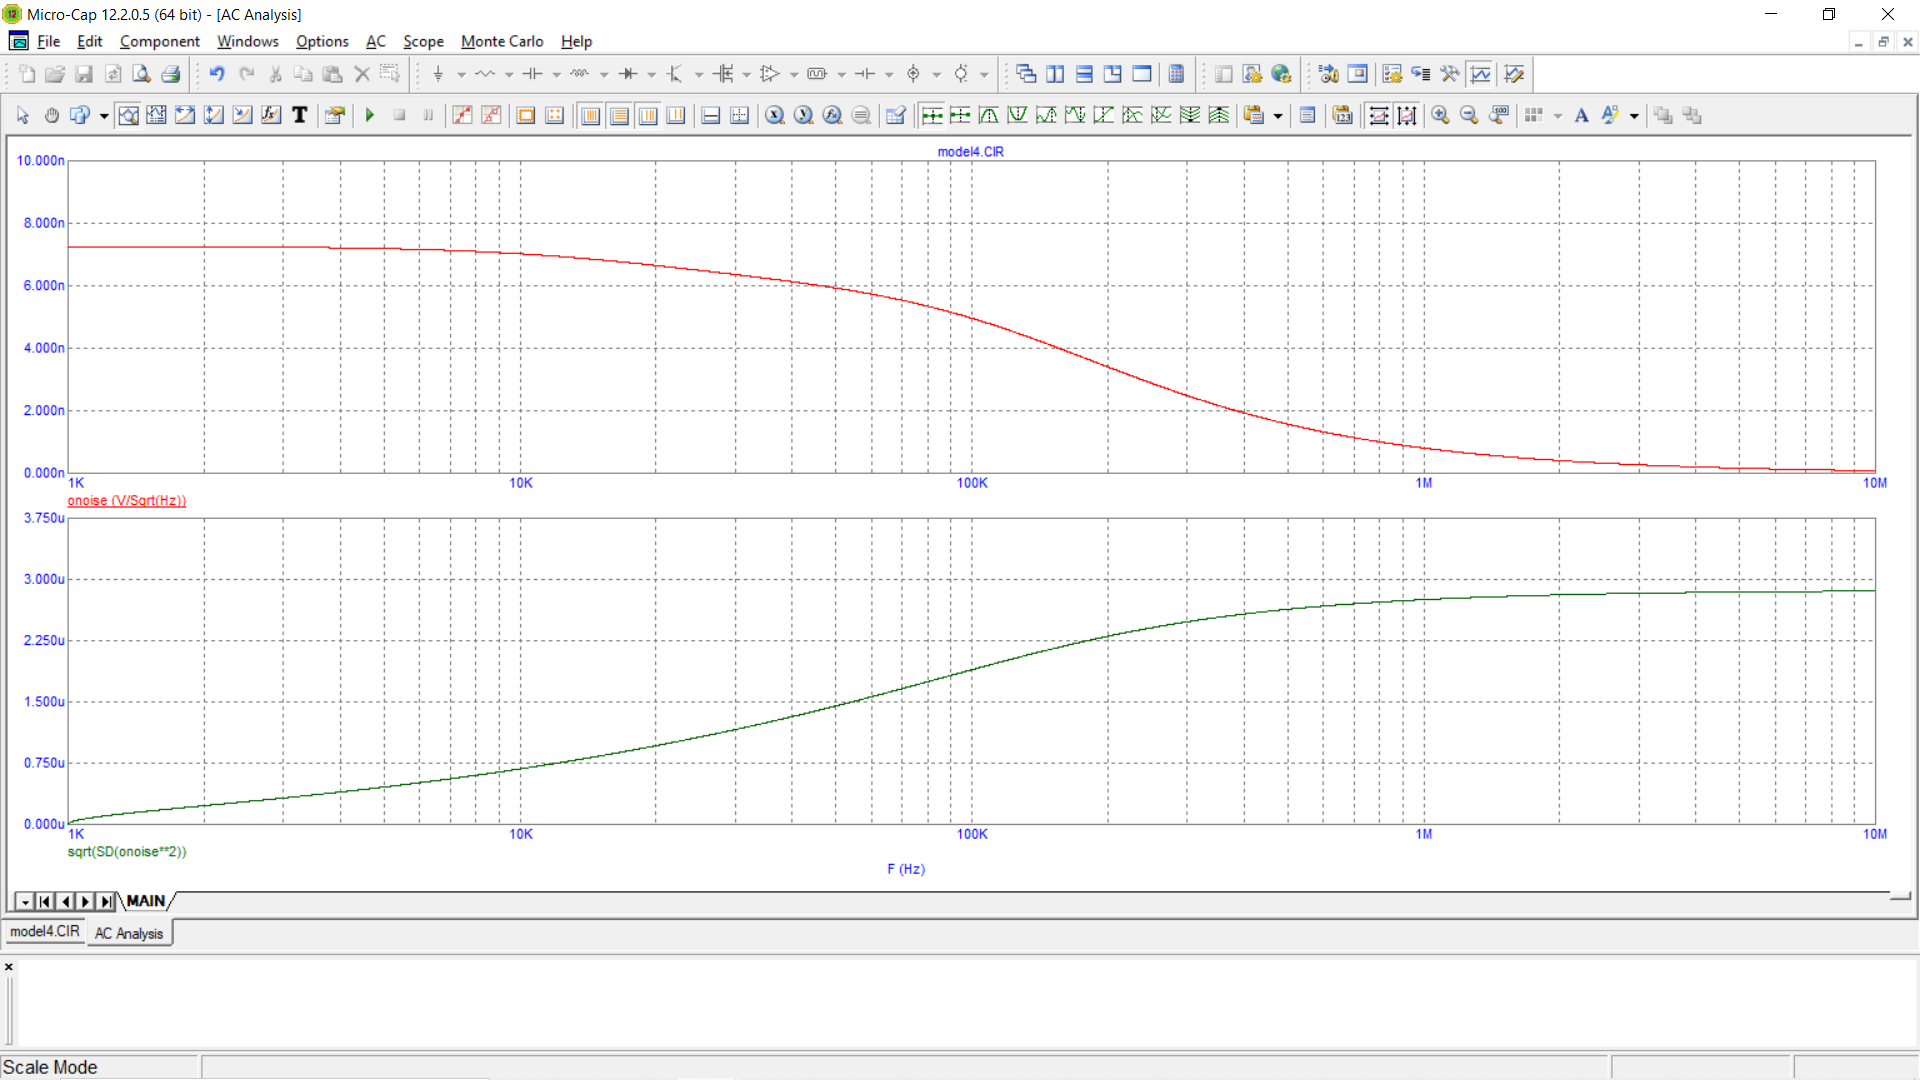 Micro-Cap 12.2.0.5 (64 bit) - [AC Analysis]
File Edit Component Windows Options AC Scope Monte Carlo Help
model4.CIR
10.000n
8.000n
6.000n
4.000n
2.000n
0.000n
1K 10K 100K 1M 10M
onoise (V/Sqrt(Hz))
3.750u
3.000u
2.250u
1.500u
0.750u
0.000u
1K 10K 100K 1M 10M
sqrt(SD(onoise**2))
F (Hz)
MAIN
model4.CIR AC Analysis
Scale Mode